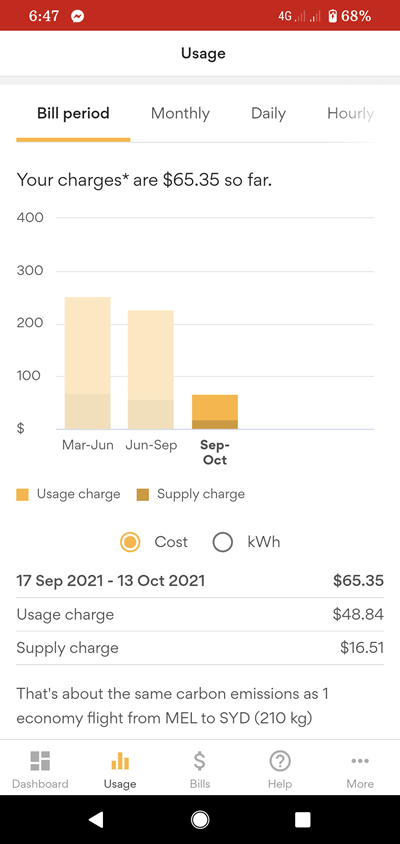 6:47 4G 68%
Usage
Bill period Monthly Daily Hourly
Your charges* are $65.35 so far.
400
300
200
100
$
Mar-Jun Jun-Sep Sep-
Oct
Usage charge Supply charge
Cost kWh
17 Sep 2021 - 13 Oct 2021 $65.35
Usage charge $48.84
Supply charge $16.51
That's about the same carbon emissions as 1
economy flight from MEL to SYD (210 kg)
Dashboard Usage Bills Help More